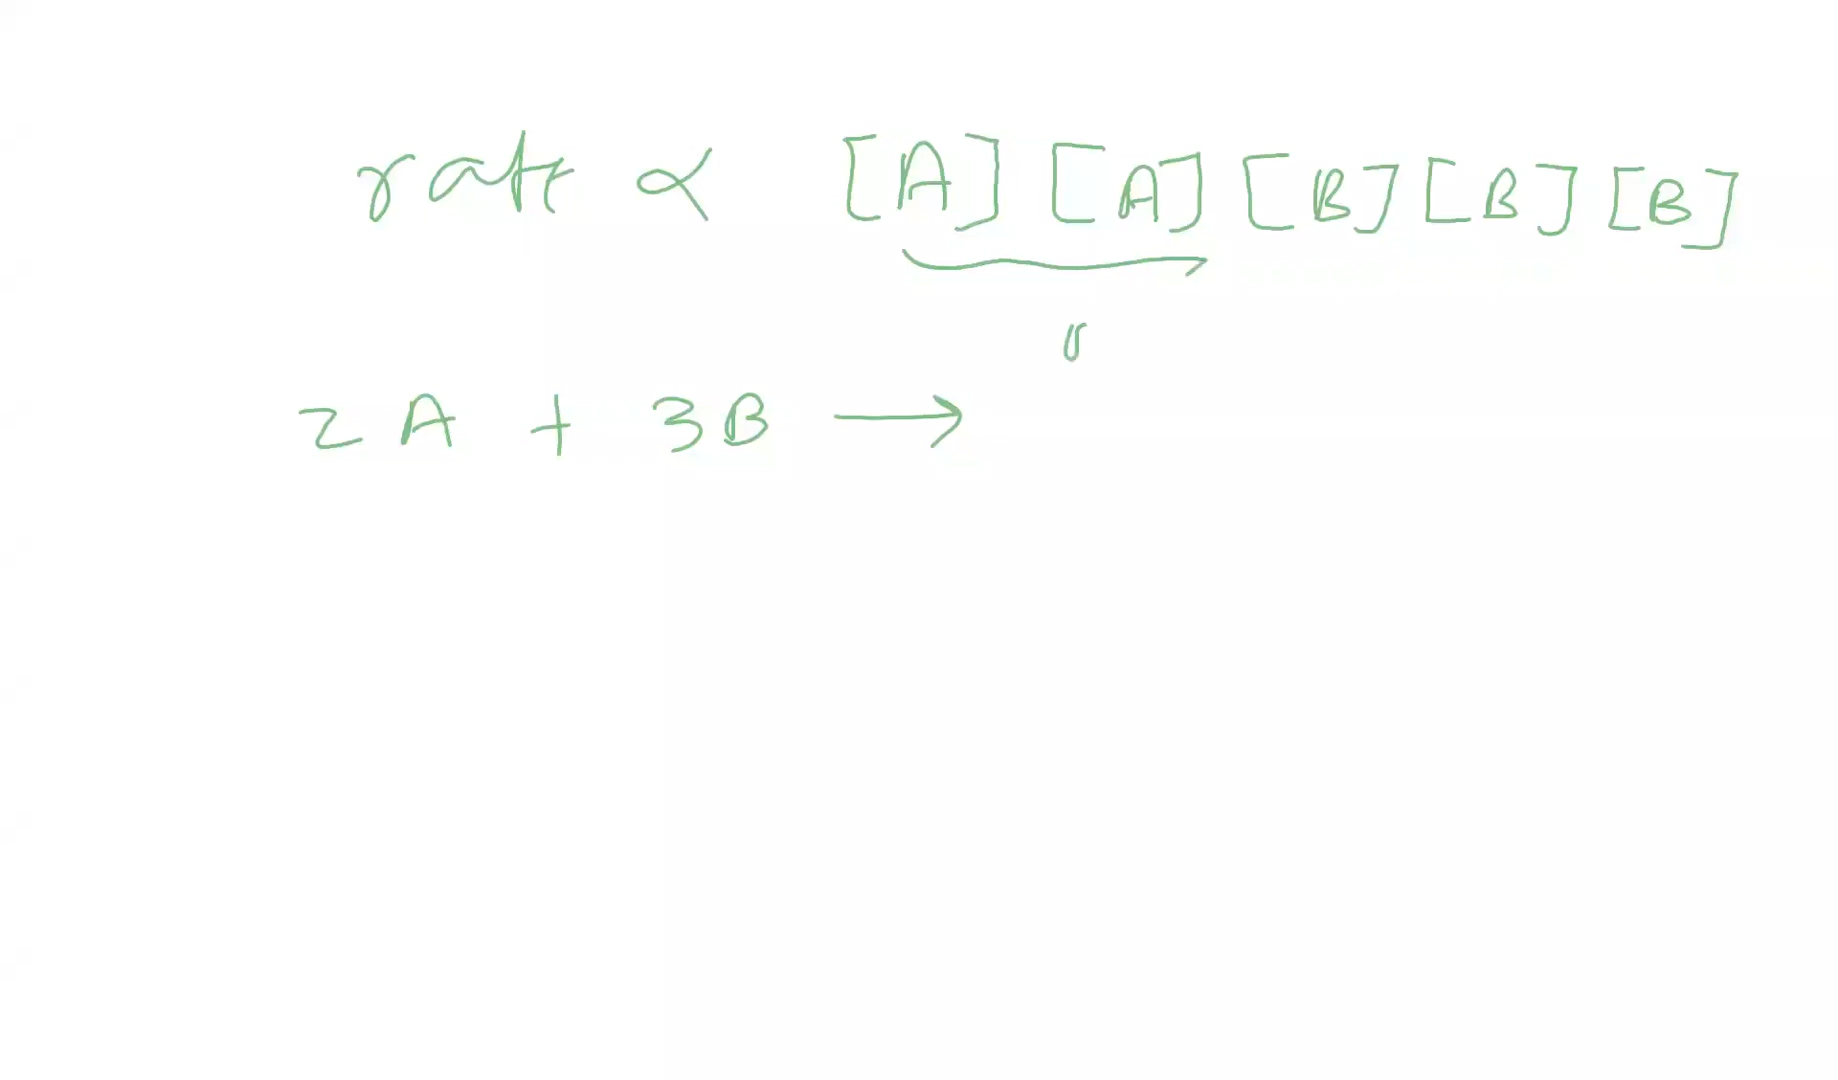 rate ∝ [A] [A] [B] [B] [B]
2A + 3B →